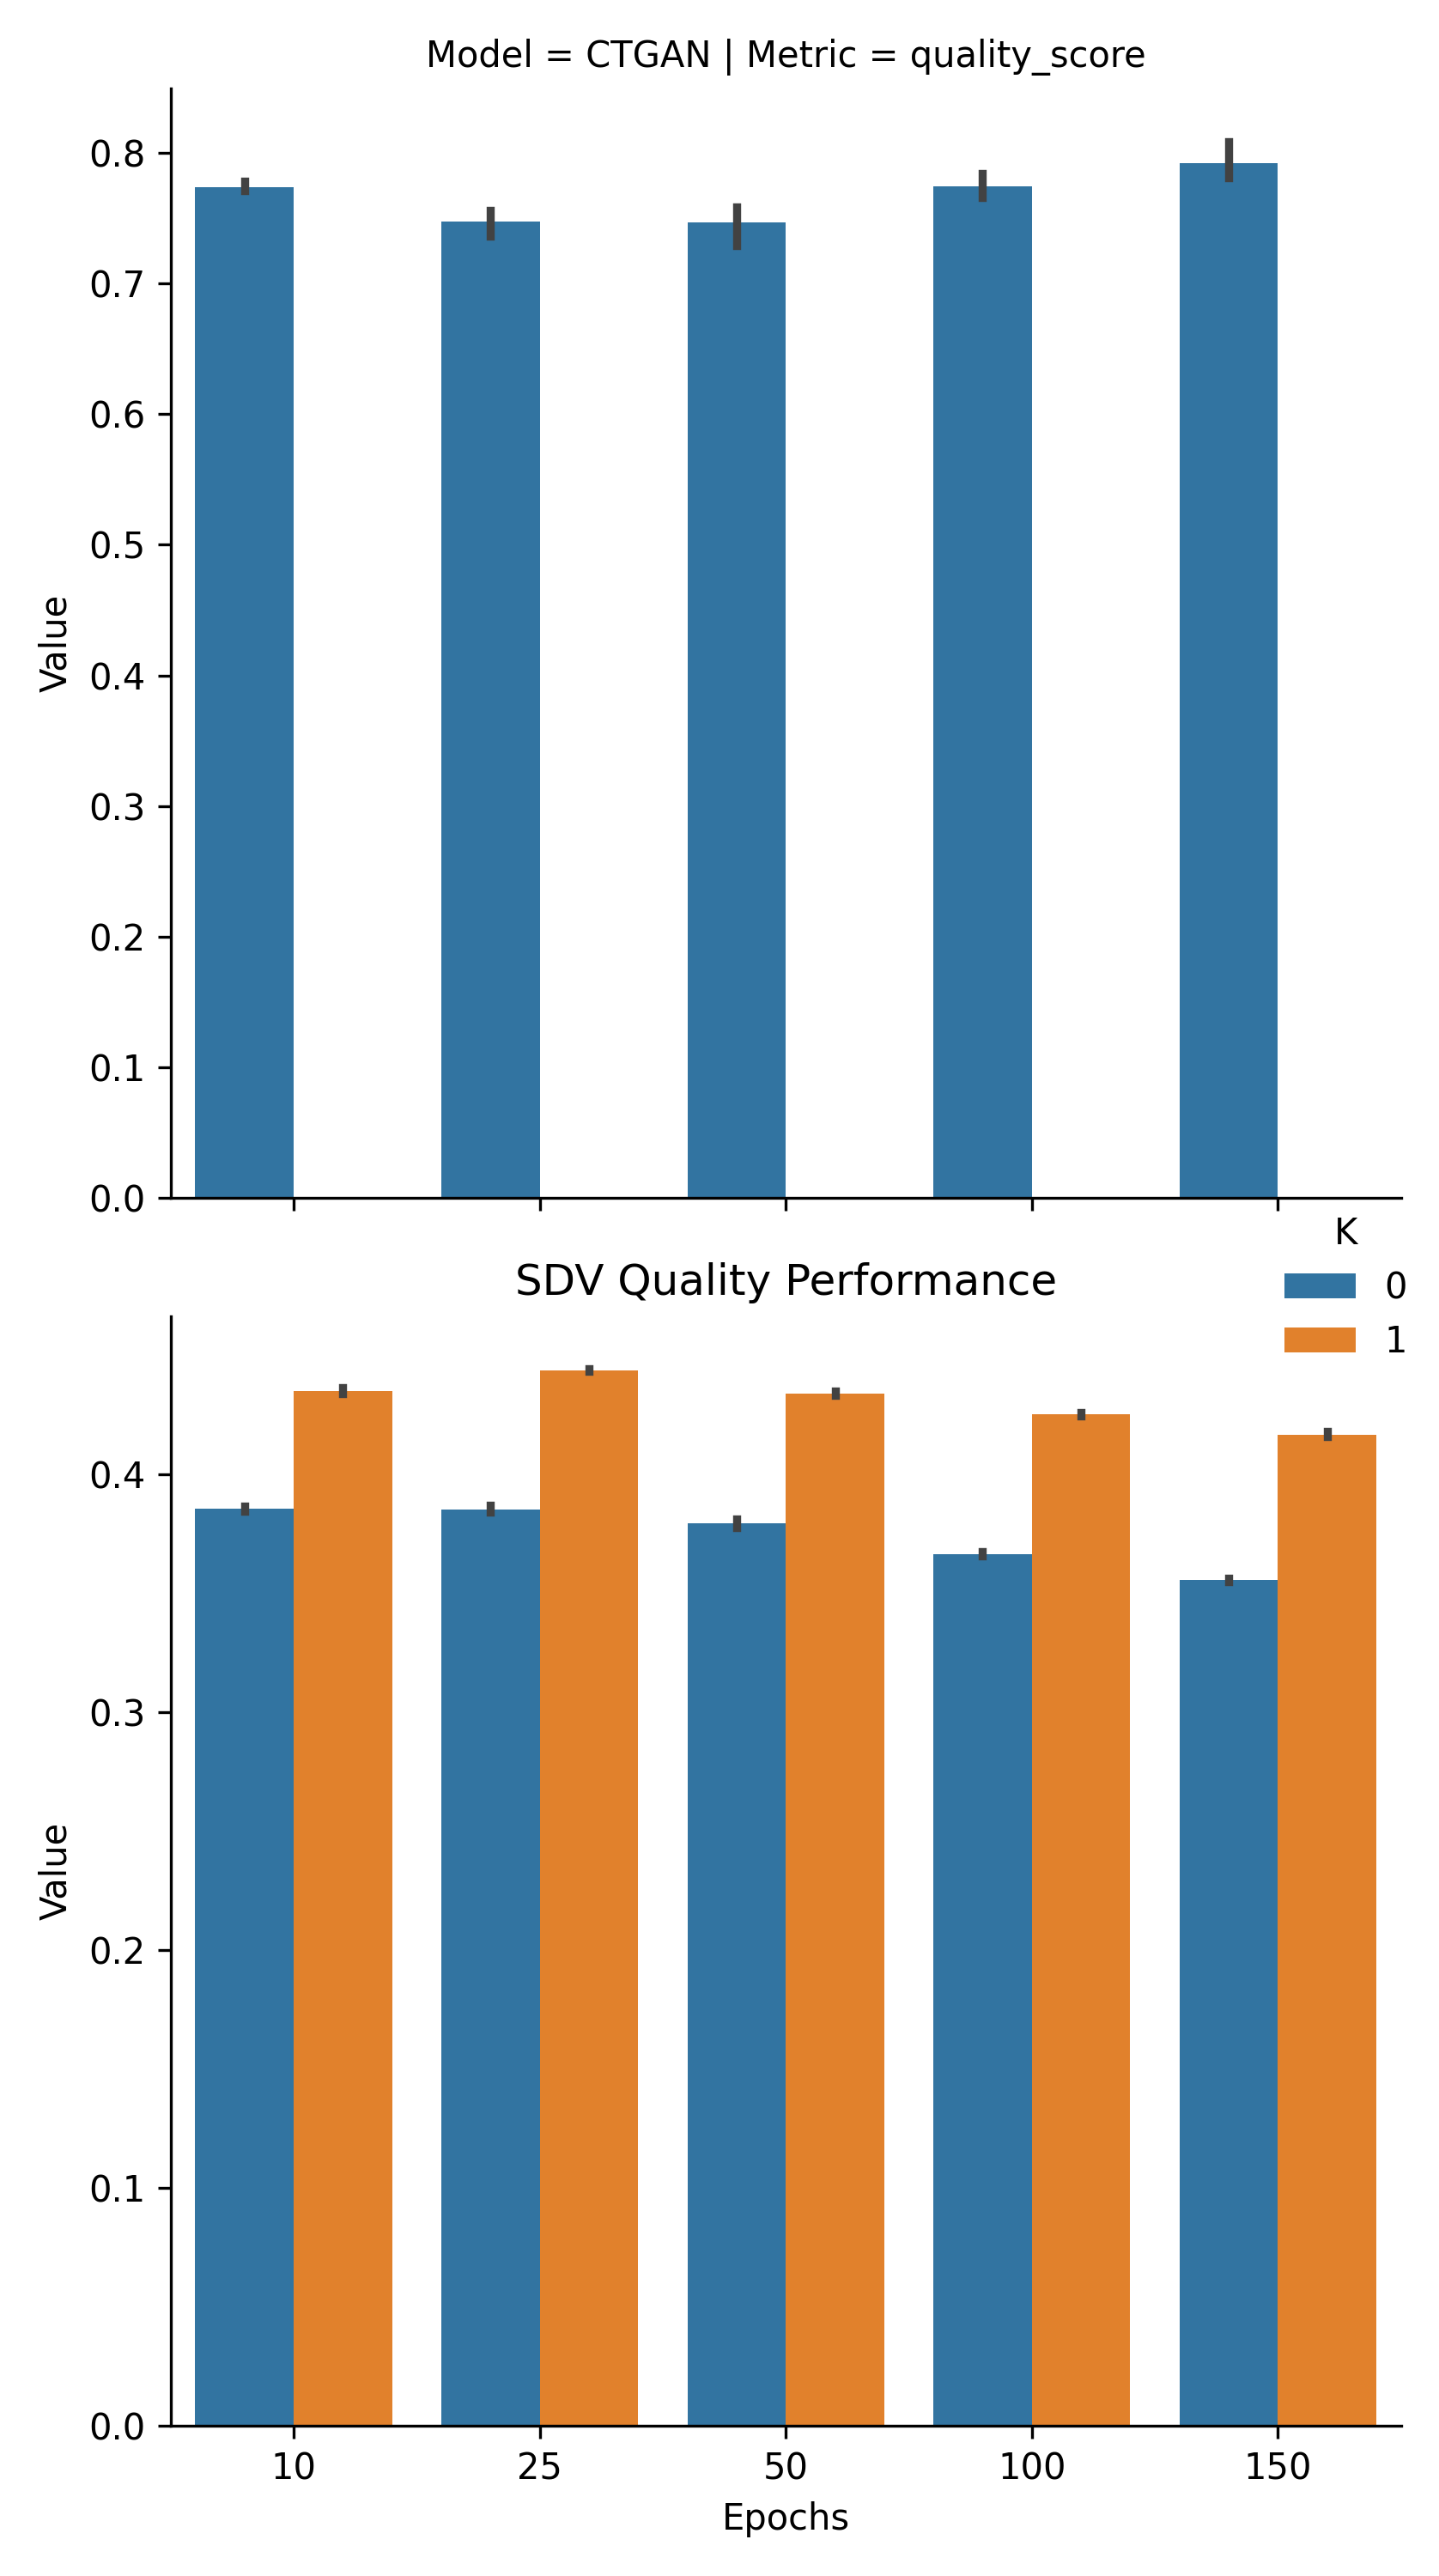 Model = CTGAN | Metric = quality_score
0.8
0.7
0.6
0.5
0.4
0.3
0.2
0.1
0.0
Value
K
0
1
SDV Quality Performance
0.4
0.3
0.2
0.1
0.0
Value
10 25 50 100 150
Epochs